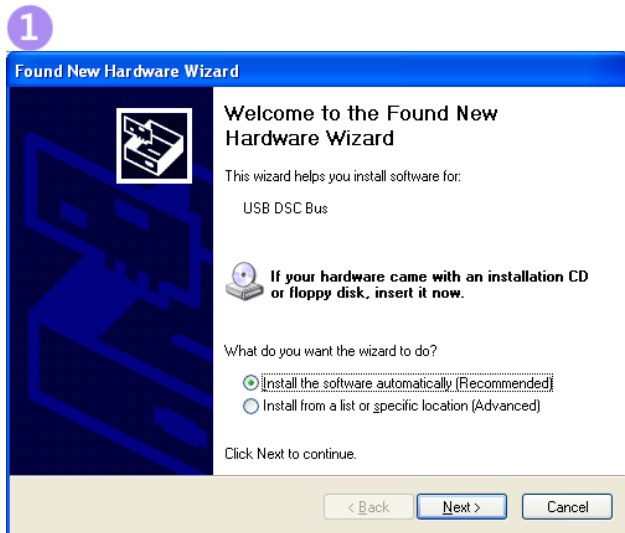 1
Found New Hardware Wizard
Welcome to the Found New
Hardware Wizard
This wizard helps you install software for:
USB DSC Bus
If your hardware came with an installation CD
or floppy disk, insert it now.
What do you want the wizard to do?
Install the software automatically (Recommended)
Install from a list or specific location (Advanced)
Click Next to continue.
< Back Next > Cancel